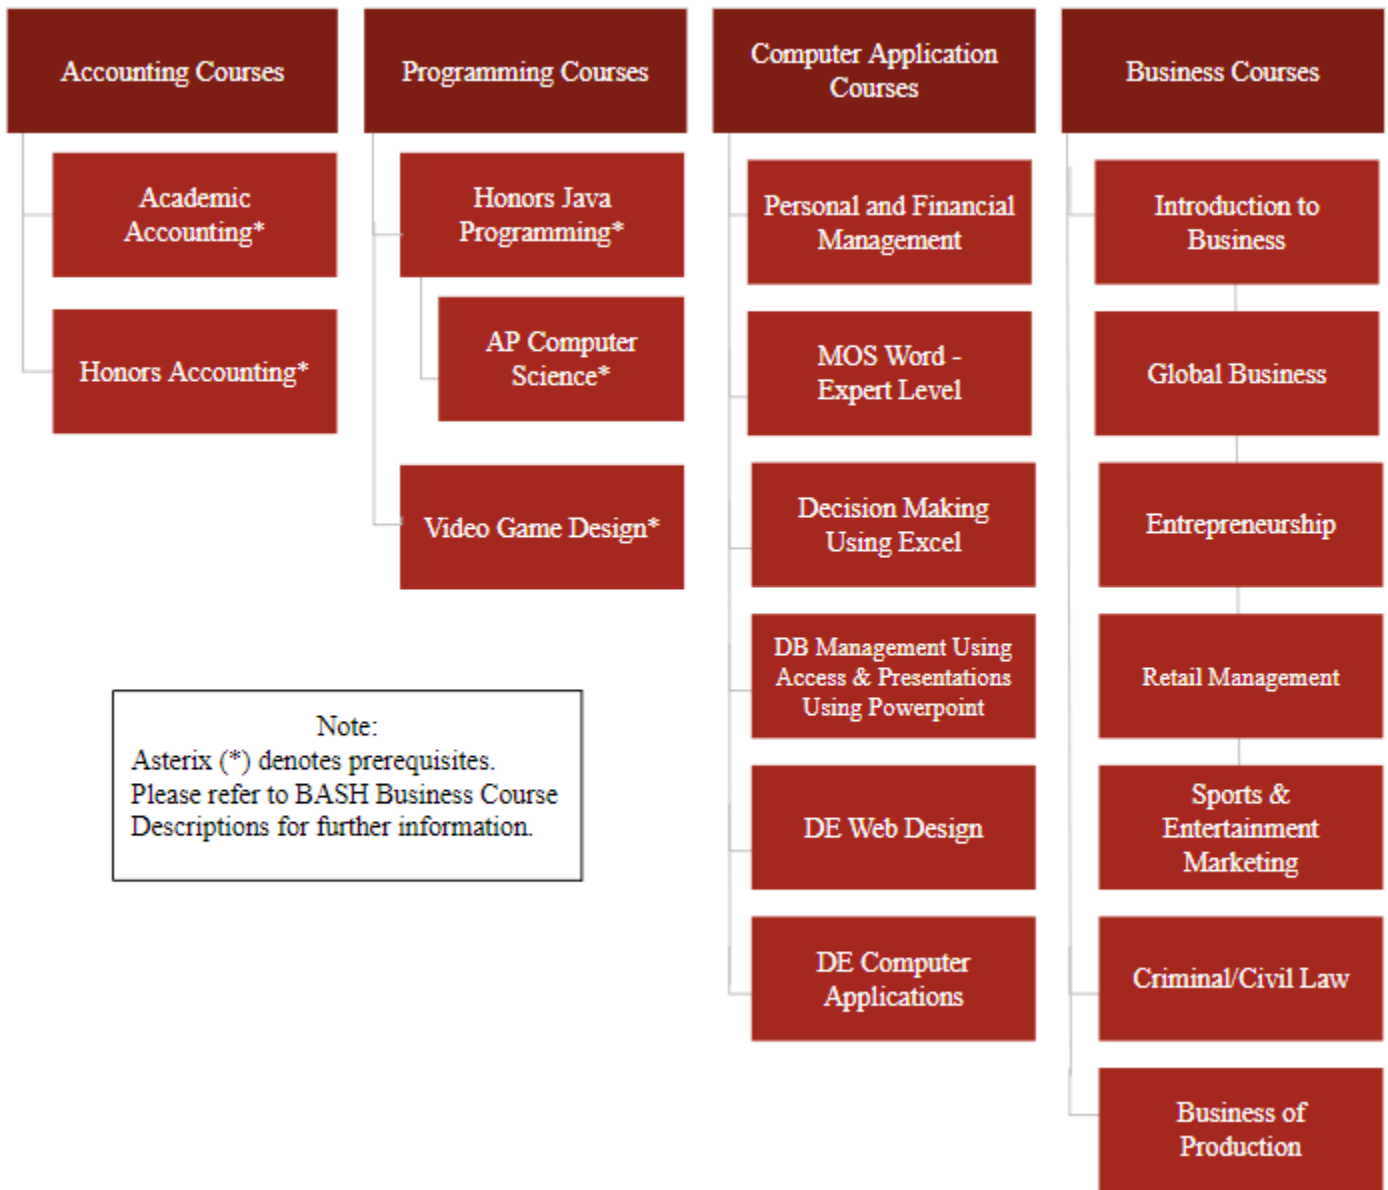 Accounting Courses
Academic
Accounting*
Honors Accounting*
Programming Courses
Honors Java
Programming*
AP Computer
Science*
Video Game Design*
Computer Application
Courses
Personal and Financial
Management
MOS Word -
Expert Level
Decision Making
Using Excel
DB Management Using
Access & Presentations
Using Powerpoint
DE Web Design
DE Computer
Applications
Business Courses
Introduction to
Business
Global Business
Entrepreneurship
Retail Management
Sports &
Entertainment
Marketing
Criminal/Civil Law
Business of
Production
Note:
Asterix (*) denotes prerequisites.
Please refer to BASH Business Course
Descriptions for further information.